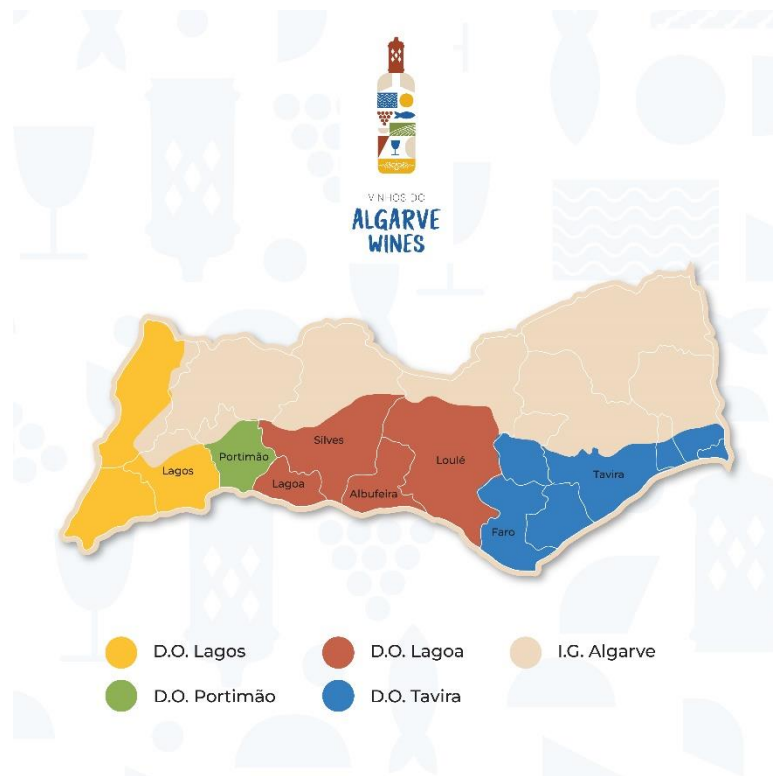 VINHOS DO
ALGARVE
WINES
Silves
Portimão
Loulé
Lagos
Tavira
Lagoa
Albufeira
Faro
D.O. Lagos
D.O. Lagoa
I.G. Algarve
D.O. Portimão
D.O. Tavira